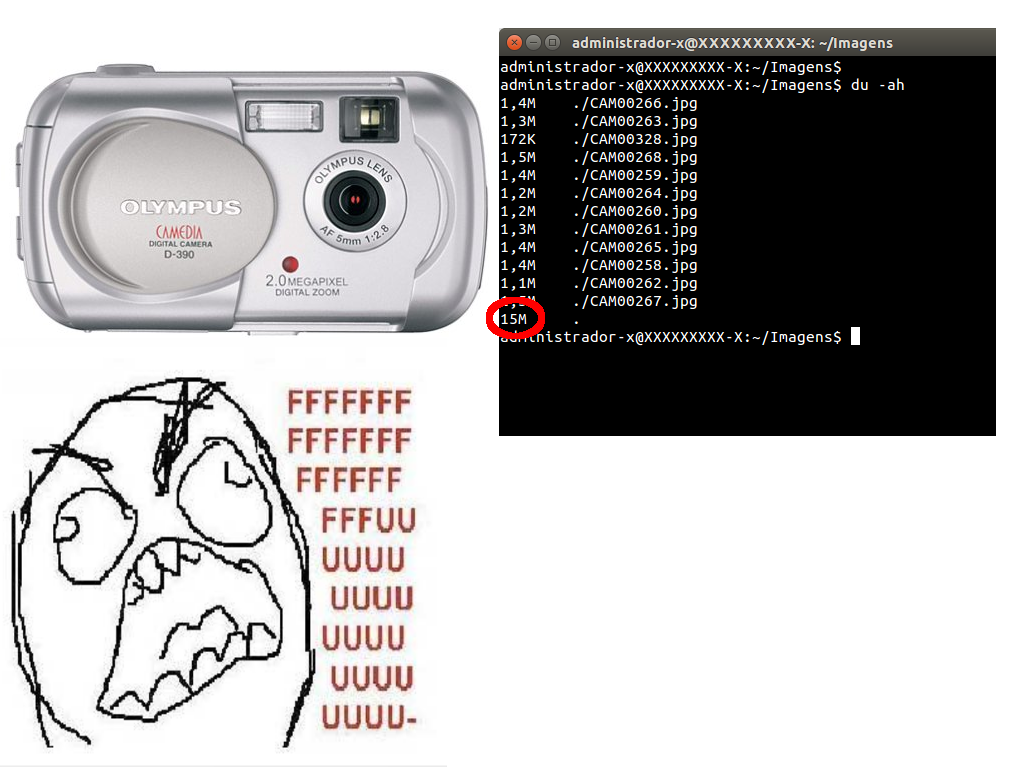 OLYMPUS
CAMEDIA
DIGITAL CAMERA
D-390
OLYMPUS LENS
AF 5mm 1:2.8
2.0 MEGAPIXEL
DIGITAL ZOOM
administrador-x@XXXXXXXXX-X: ~/Imagens
administrador-x@XXXXXXXXX-X:~/Imagens$
administrador-x@XXXXXXXXX-X:~/Imagens$ du -ah
1,4M ./CAM00266.jpg
1,3M ./CAM00263.jpg
172K ./CAM00328.jpg
1,5M ./CAM00268.jpg
1,4M ./CAM00259.jpg
1,2M ./CAM00264.jpg
1,2M ./CAM00260.jpg
1,3M ./CAM00261.jpg
1,4M ./CAM00265.jpg
1,4M ./CAM00258.jpg
1,1M ./CAM00262.jpg
./CAM00267.jpg
15M .
administrador-x@XXXXXXXXX-X:~/Imagens$
FFFFFFF
FFFFFFF
FFFFFF
FFFUU
UUUU
UUUU
UUUU
UUUU
UUUU-